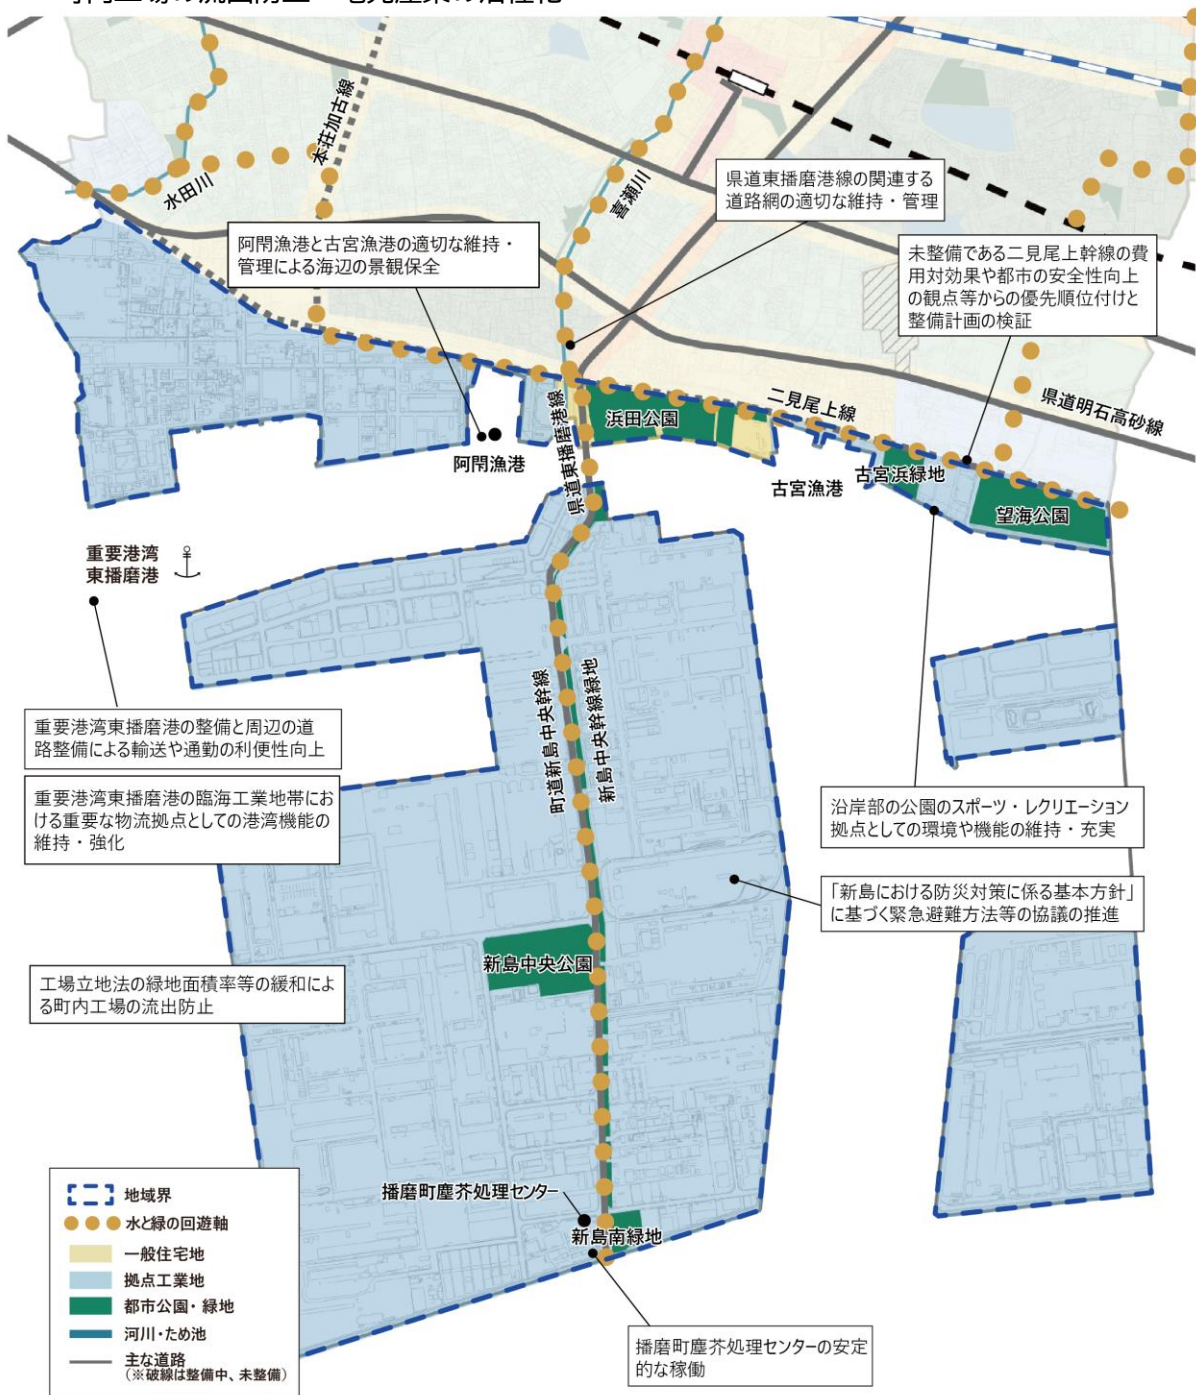 町内工場の流出防止・地元産業の活性化
本荘加古線
水田川
喜瀬川
県道東播磨港線の関連する
道路網の適切な維持・管理
阿閇漁港と古宮漁港の適切な維持・
管理による海辺の景観保全
未整備である二見尾上幹線の費
用対効果や都市の安全性向上
の観点等からの優先順位付けと
整備計画の検証
県道明石高砂線
二見尾上線
浜田公園
県道東播磨港線
阿閇漁港
古宮漁港
古宮浜緑地
望海公園
重要港湾
東播磨港
町道新島中央幹線
新島中央幹線緑地
重要港湾東播磨港の整備と周辺の道
路整備による輸送や通勤の利便性向上
重要港湾東播磨港の臨海工業地帯にお
ける重要な物流拠点としての港湾機能の
維持・強化
沿岸部の公園のスポーツ・レクリエーション
拠点としての環境や機能の維持・充実
「新島における防災対策に係る基本方針」
に基づく緊急避難方法等の協議の推進
新島中央公園
工場立地法の緑地面積率等の緩和によ
る町内工場の流出防止
播磨町塵芥処理センター
新島南緑地
播磨町塵芥処理センターの安定
的な稼働
地域界
水と緑の回遊軸
一般住宅地
拠点工業地
都市公園・緑地
河川・ため池
主な道路
(※破線は整備中、未整備)